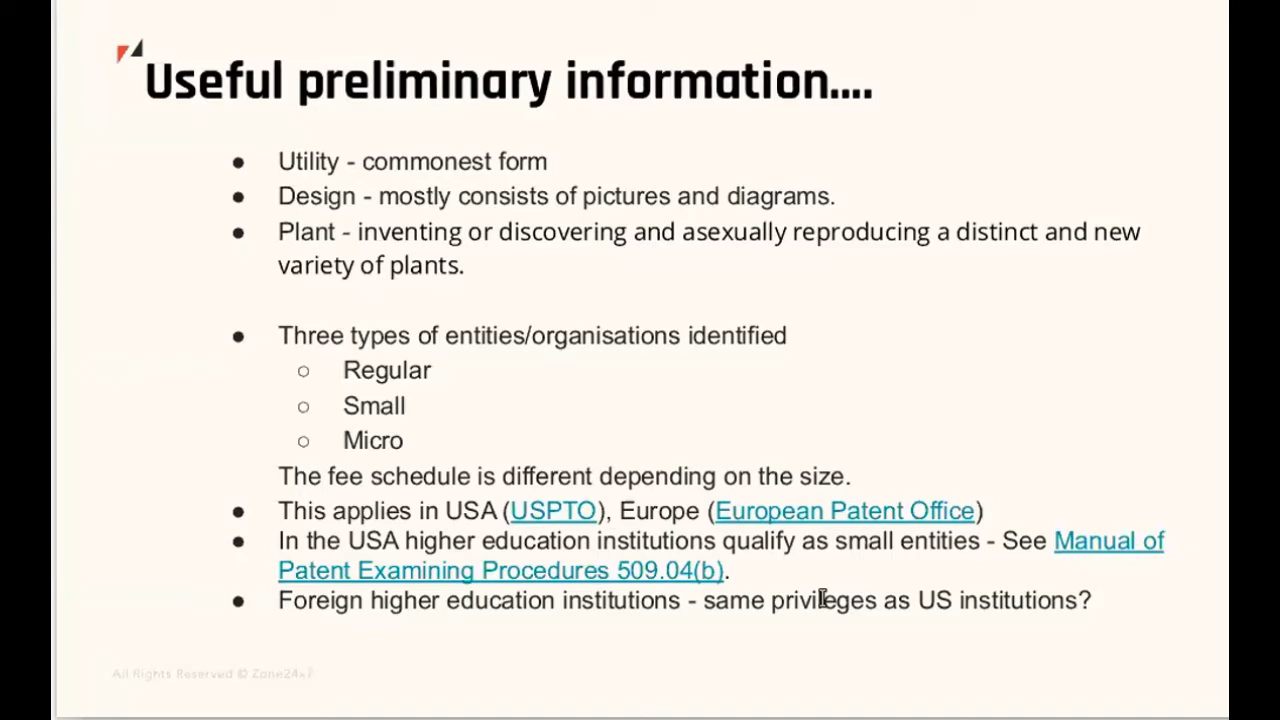 Useful preliminary information....
● Utility - commonest form
● Design - mostly consists of pictures and diagrams.
● Plant - inventing or discovering and asexually reproducing a distinct and new
variety of plants.
● Three types of entities/organisations identified
○ Regular
○ Small
○ Micro
The fee schedule is different depending on the size.
● This applies in USA (USPTO), Europe (European Patent Office)
● In the USA higher education institutions qualify as small entities - See Manual of
Patent Examining Procedures 509.04(b).
● Foreign higher education institutions - same privileges as US institutions?
All Rights Reserved © Zone24x7